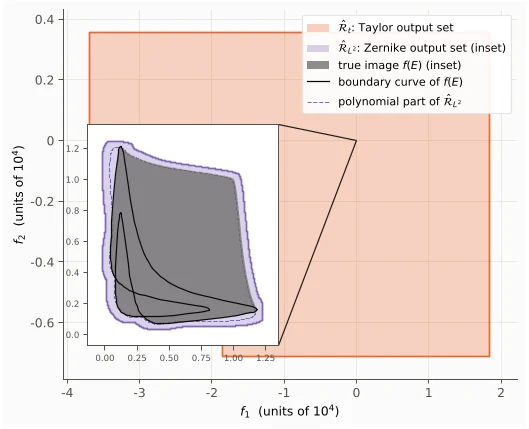 R̂ₜ: Taylor output set
R̂_L²: Zernike output set (inset)
true image f(E) (inset)
boundary curve of f(E)
polynomial part of R̂_L²
0.4
0.2
0
-0.2
-0.4
-0.6
f₂ (units of 10⁴)
1.2
1.0
0.8
0.6
0.4
0.2
0.0
0.00 0.25 0.50 0.75 1.00 1.25
-4 -3 -2 -1 0 1 2
f₁ (units of 10⁴)